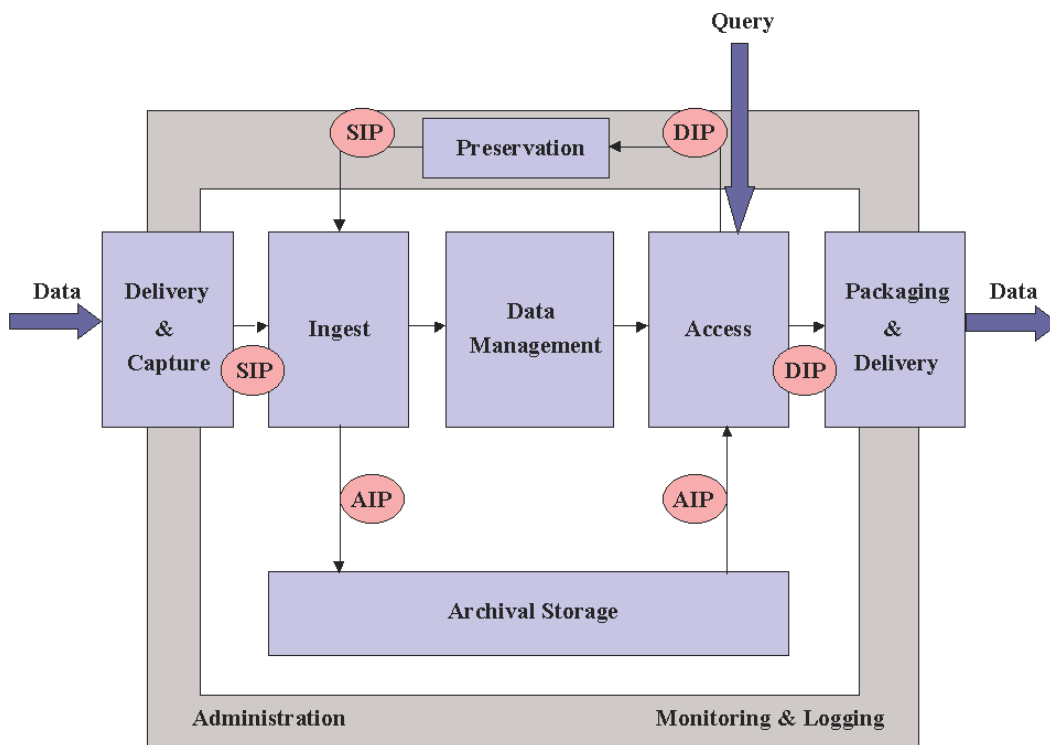 Query
SIP
Preservation
DIP
Data
Delivery
&
Capture
SIP
Ingest
Data
Management
Access
DIP
Packaging
&
Delivery
Data
AIP
AIP
Archival Storage
Administration
Monitoring & Logging